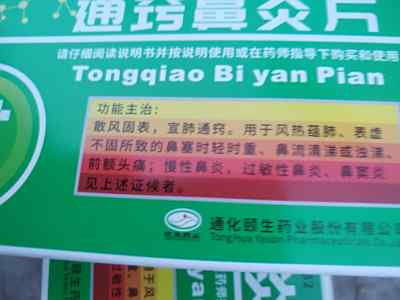 通窍鼻炎片
请仔细阅读说明书并按说明使用或在药师指导下购买和使用
Tongqiao Bi yan Pian
功能主治:
散风固表,宣肺通窍。用于风热蕴肺、表虚
不固所致的鼻塞时轻时重、鼻流清涕或浊涕、
前额头痛;慢性鼻炎、过敏性鼻炎、鼻窦炎
见上述证候者。
通化颐生药业股份有限公司
TongHua Yesion Pharmaceuticals Co.,
yan